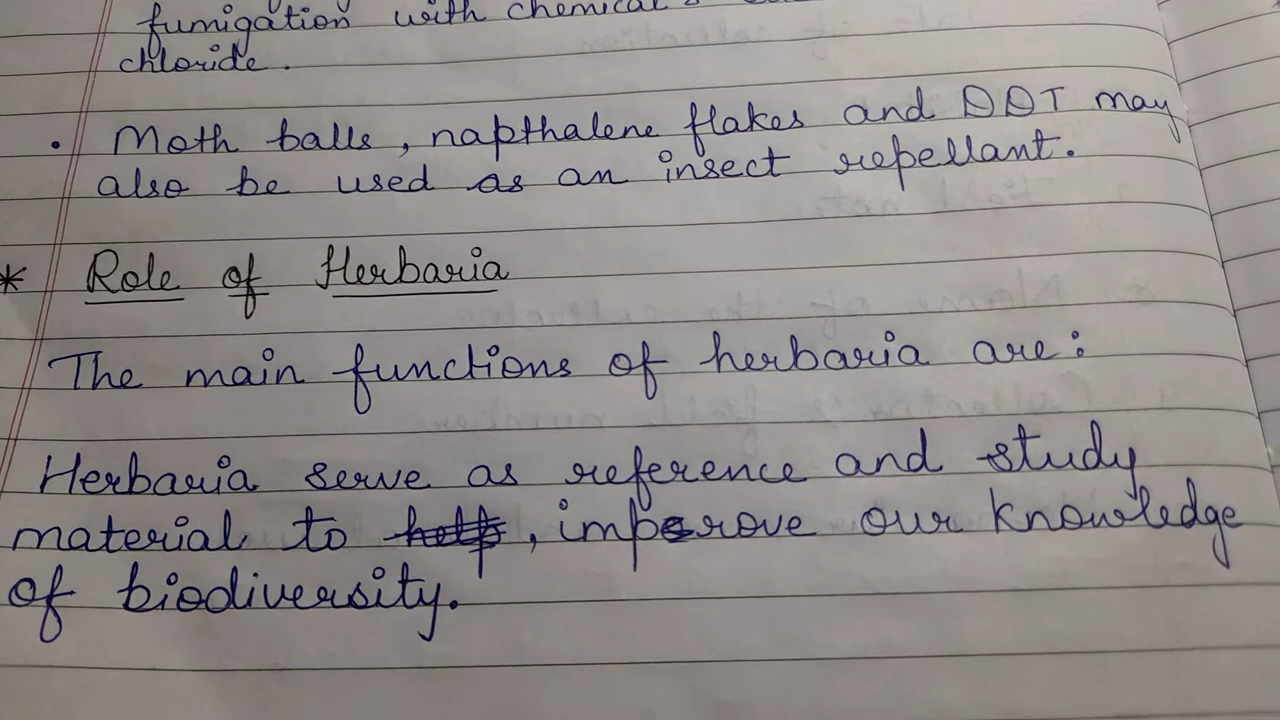 fumigation with chemical
chloride.
• Moth balls, napthalene flakes and DDT may
also be used as an insect repellant.
* Role of Herbaria
The main functions of herbaria are:
Herbaria serve as reference and study
material to help, improve our knowledge
of biodiversity.